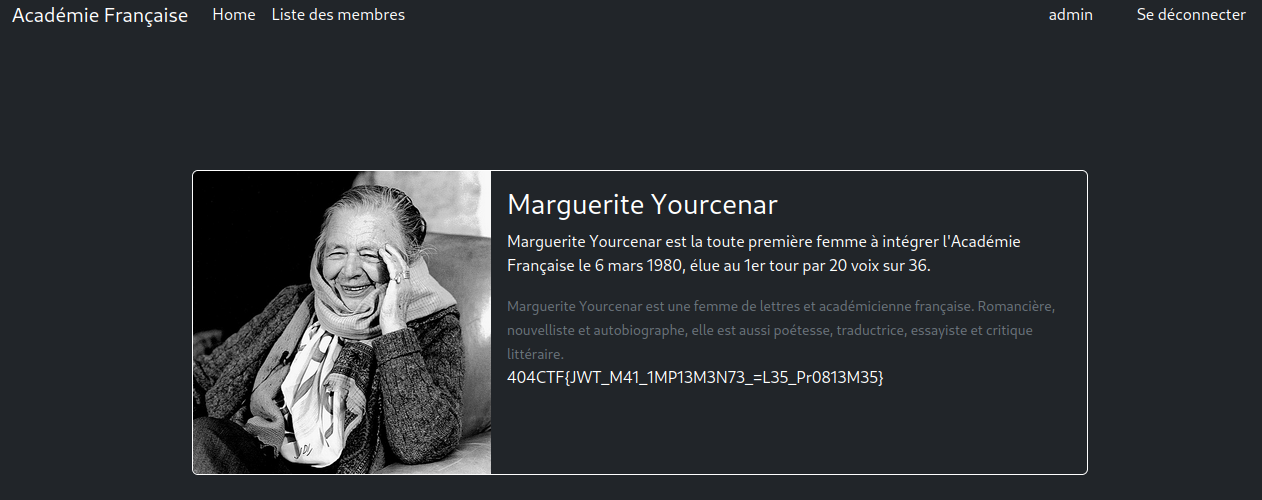 Académie Française Home Liste des membres admin Se déconnecter
Marguerite Yourcenar
Marguerite Yourcenar est la toute première femme à intégrer l'Académie
Française le 6 mars 1980, élue au 1er tour par 20 voix sur 36.
Marguerite Yourcenar est une femme de lettres et académicienne française. Romancière,
nouvelliste et autobiographe, elle est aussi poétesse, traductrice, essayiste et critique
littéraire.
404CTF{JWT_M41_1MP13M3N73_=L35_Pr0813M35}